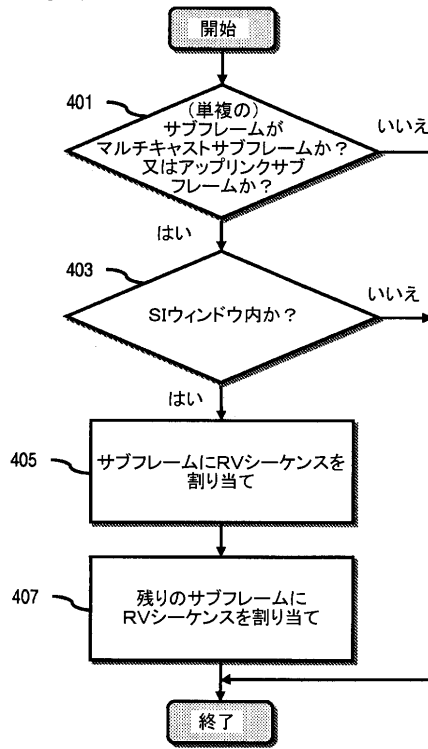 開始
401
(単複の)
サブフレームが
マルチキャストサブフレームか?
又はアップリンクサブ
フレームか?
いいえ
はい
403
SIウィンドウ内か?
いいえ
はい
405
サブフレームにRVシーケンスを
割り当て
407
残りのサブフレームに
RVシーケンスを割り当て
終了